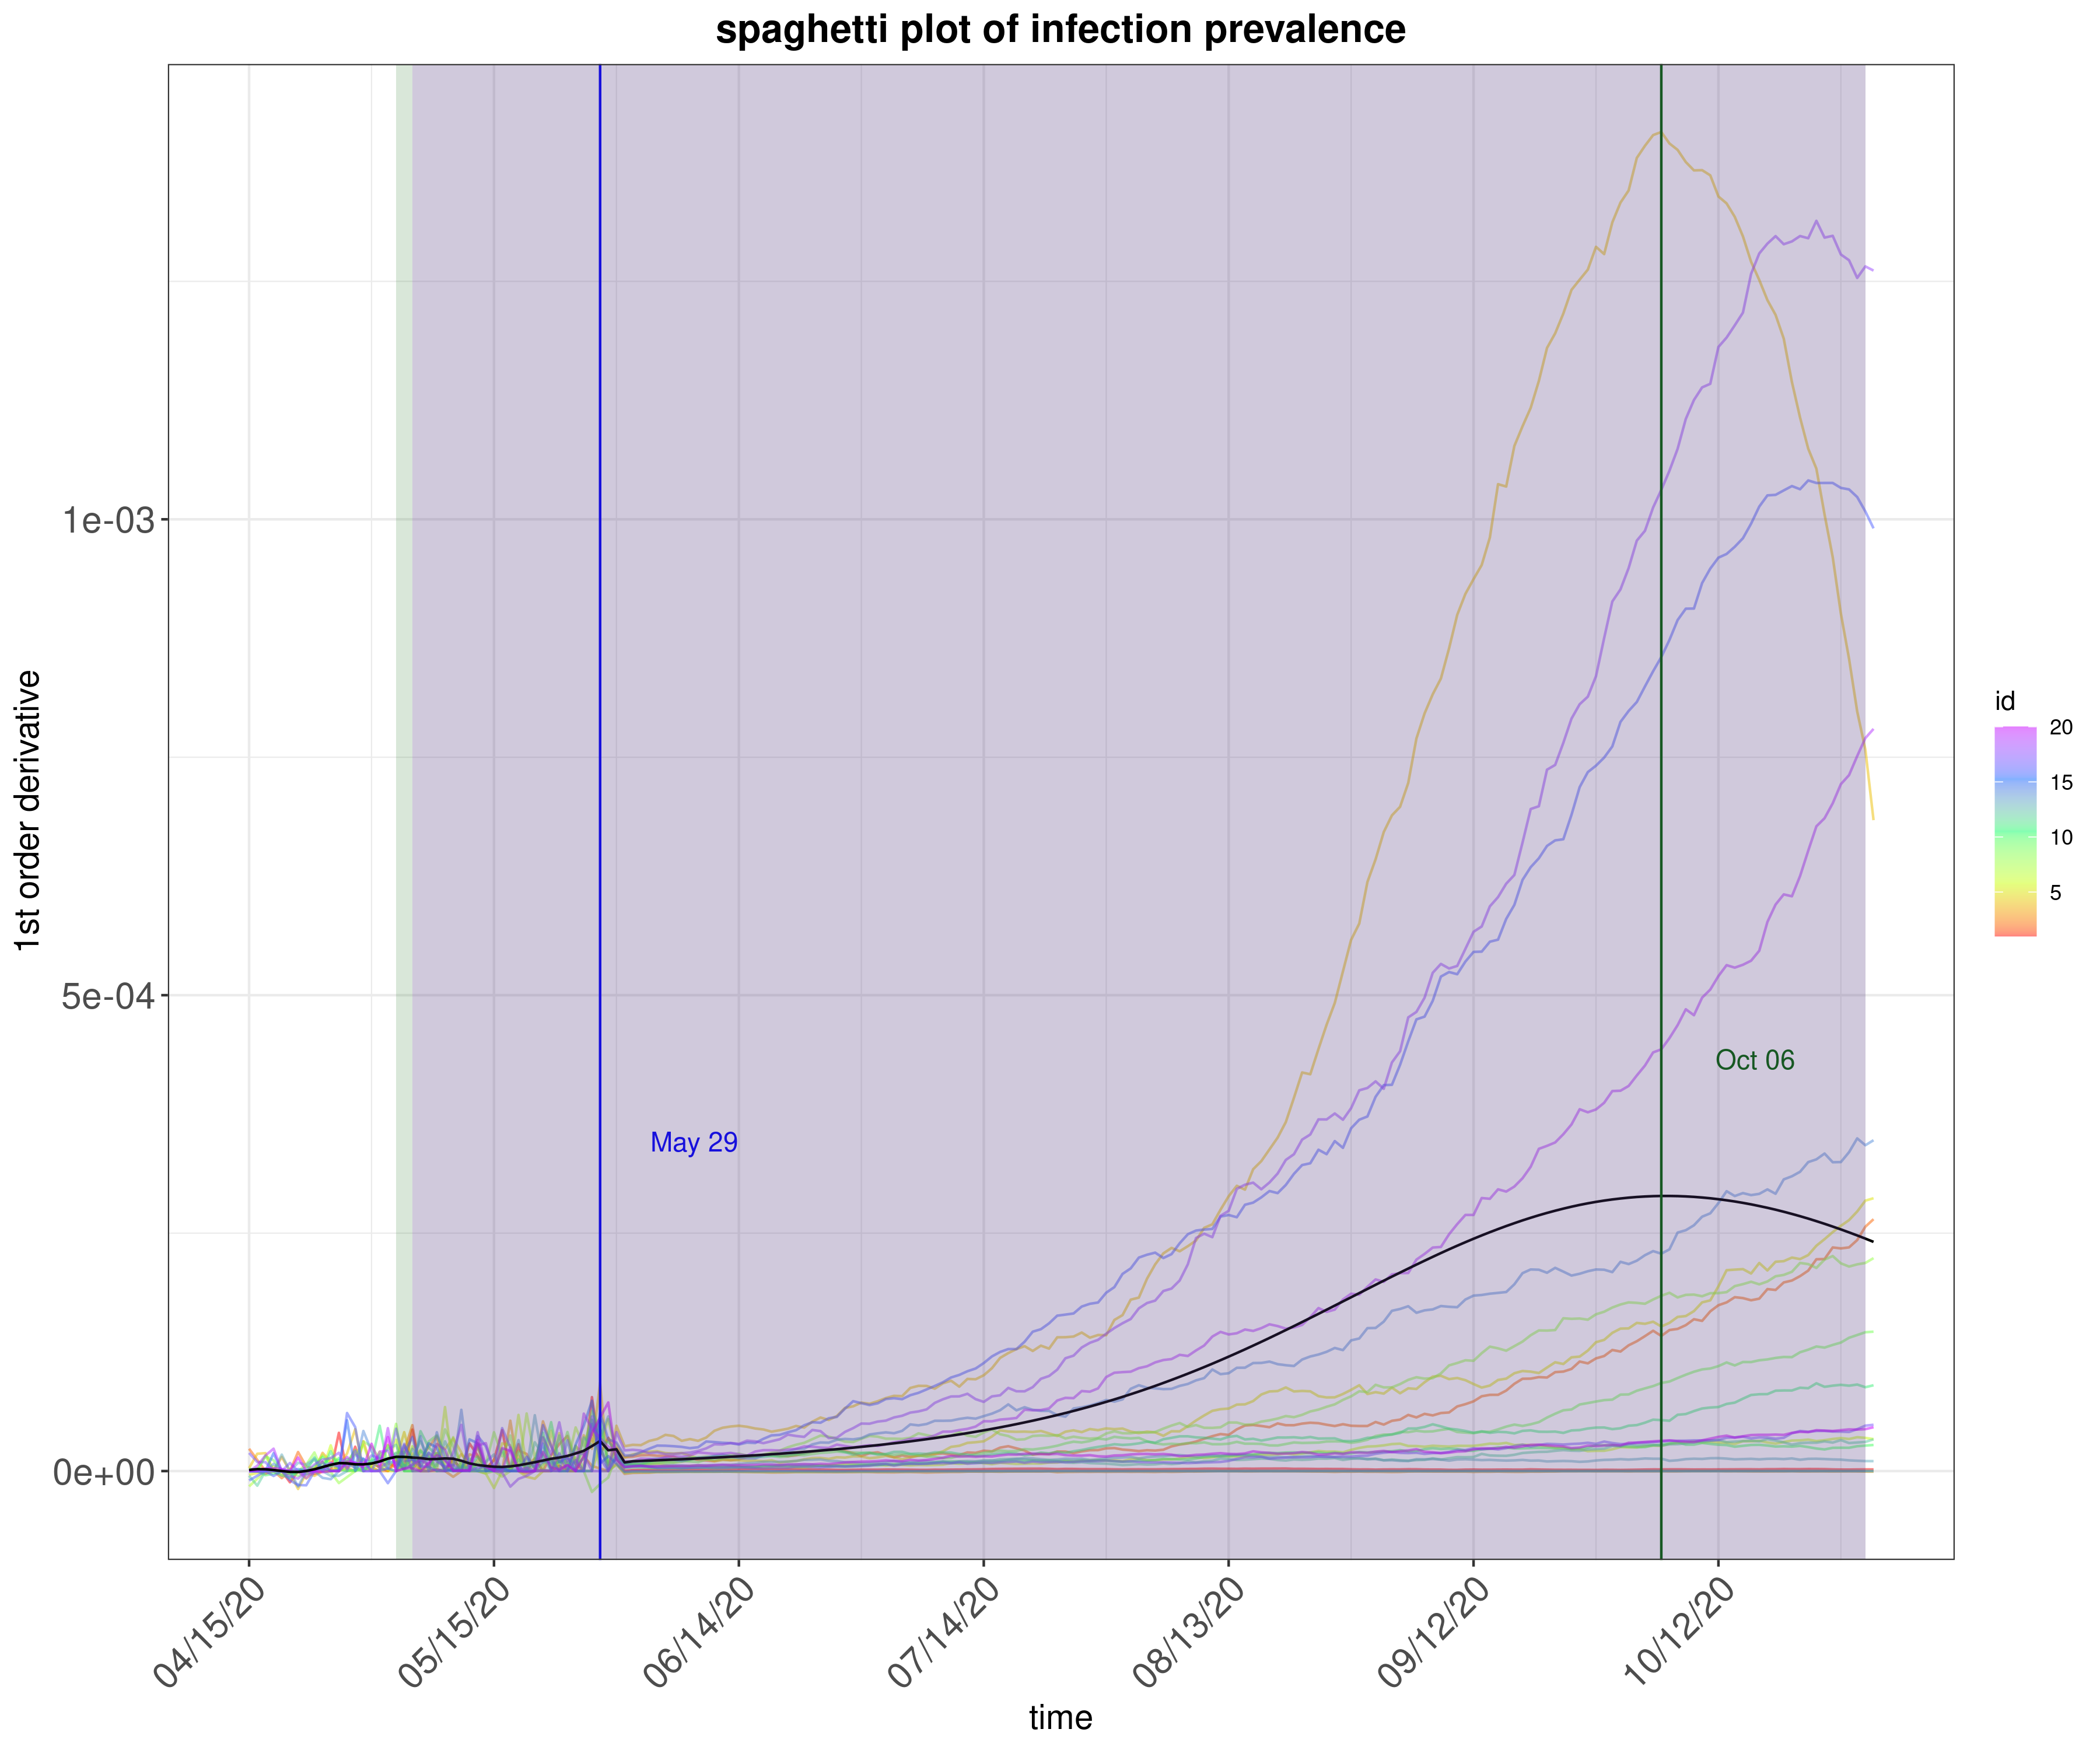 spaghetti plot of infection prevalence
1st order derivative
1e-03
5e-04
0e+00
May 29
Oct 06
04/15/20
05/15/20
06/14/20
07/14/20
08/13/20
09/12/20
10/12/20
time
id
20
15
10
5